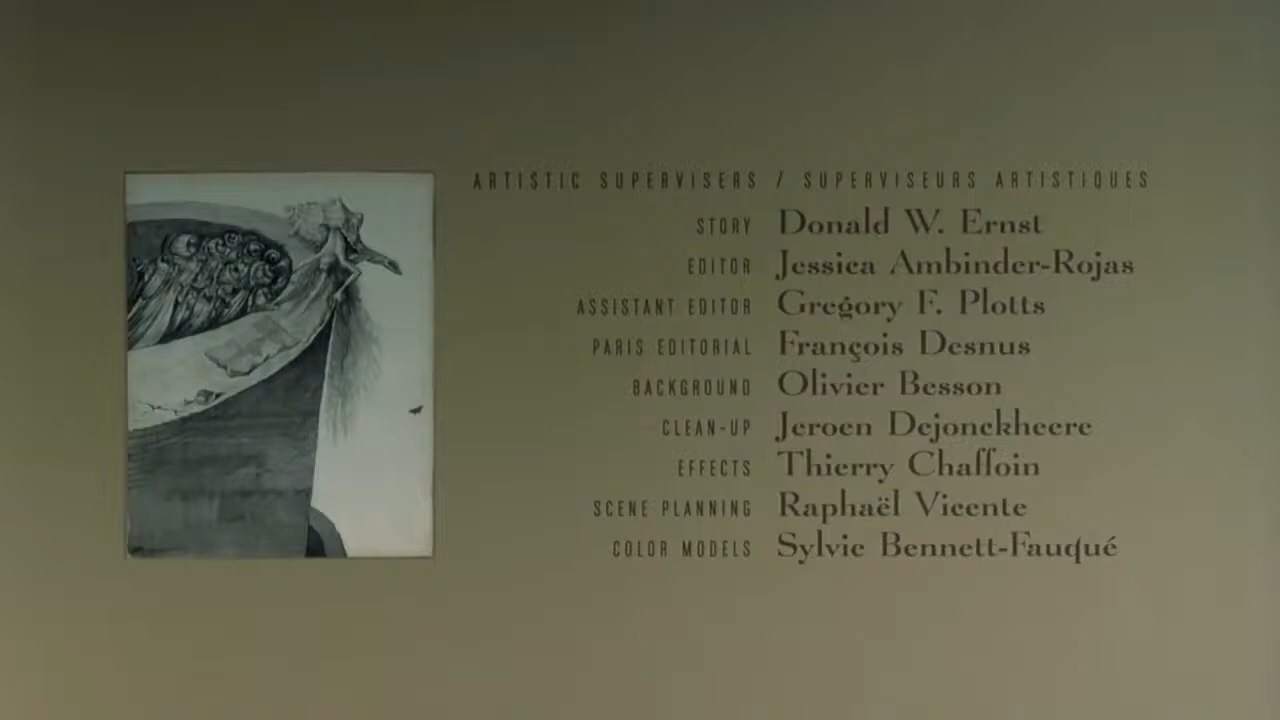 ARTISTIC SUPERVISERS / SUPERVISEURS ARTISTIQUES
STORY Donald W. Ernst
EDITOR Jessica Ambinder-Rojas
ASSISTANT EDITOR Gregory F. Plotts
PARIS EDITORIAL François Desnus
BACKGROUND Olivier Besson
CLEAN-UP Jeroen Dejonckheere
EFFECTS Thierry Chaffoin
SCENE PLANNING Raphaël Vicente
COLOR MODELS Sylvie Bennett-Fauqué